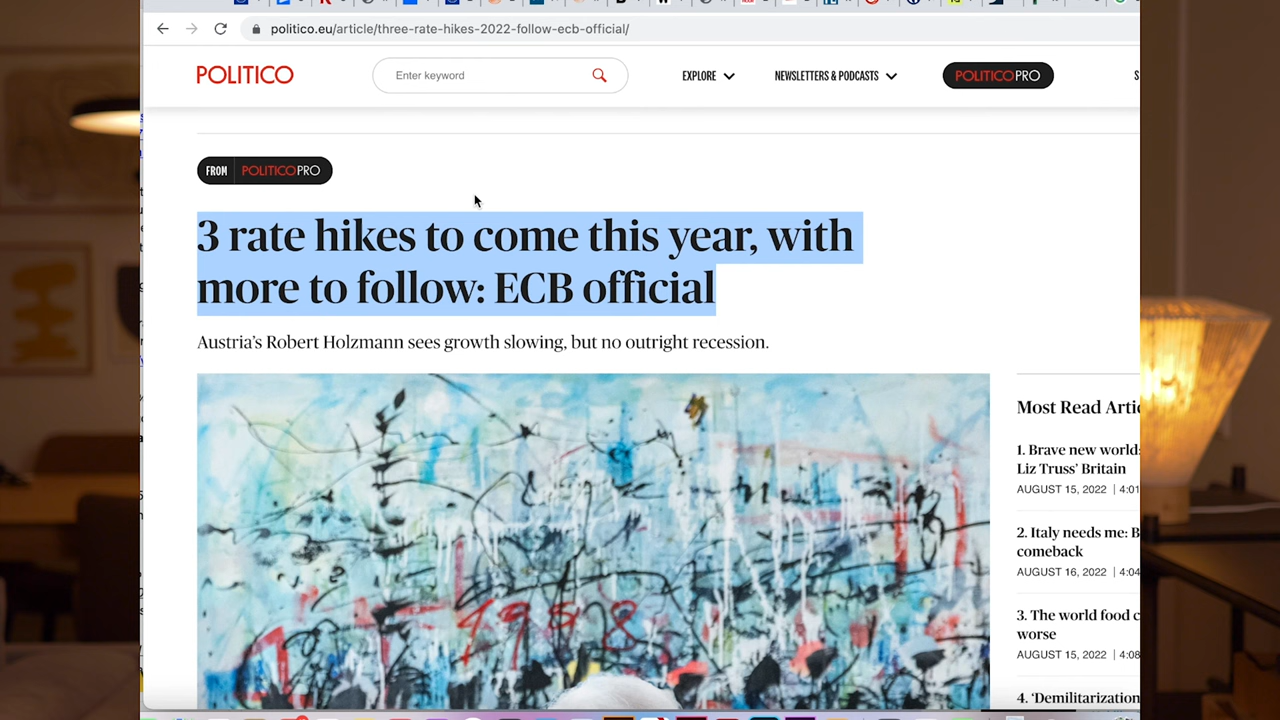 politico.eu/article/three-rate-hikes-2022-follow-ecb-official/
POLITICO
Enter keyword
EXPLORE
NEWSLETTERS & PODCASTS
POLITICO PRO
S
FROM POLITICO PRO
3 rate hikes to come this year, with
more to follow: ECB official
Austria's Robert Holzmann sees growth slowing, but no outright recession.
1998
Most Read Artic
1. Brave new world:
Liz Truss' Britain
AUGUST 15, 2022 | 4:01
2. Italy needs me: B
comeback
AUGUST 16, 2022 | 4:04
3. The world food c
worse
AUGUST 15, 2022 | 4:08
4. 'Demilitarization